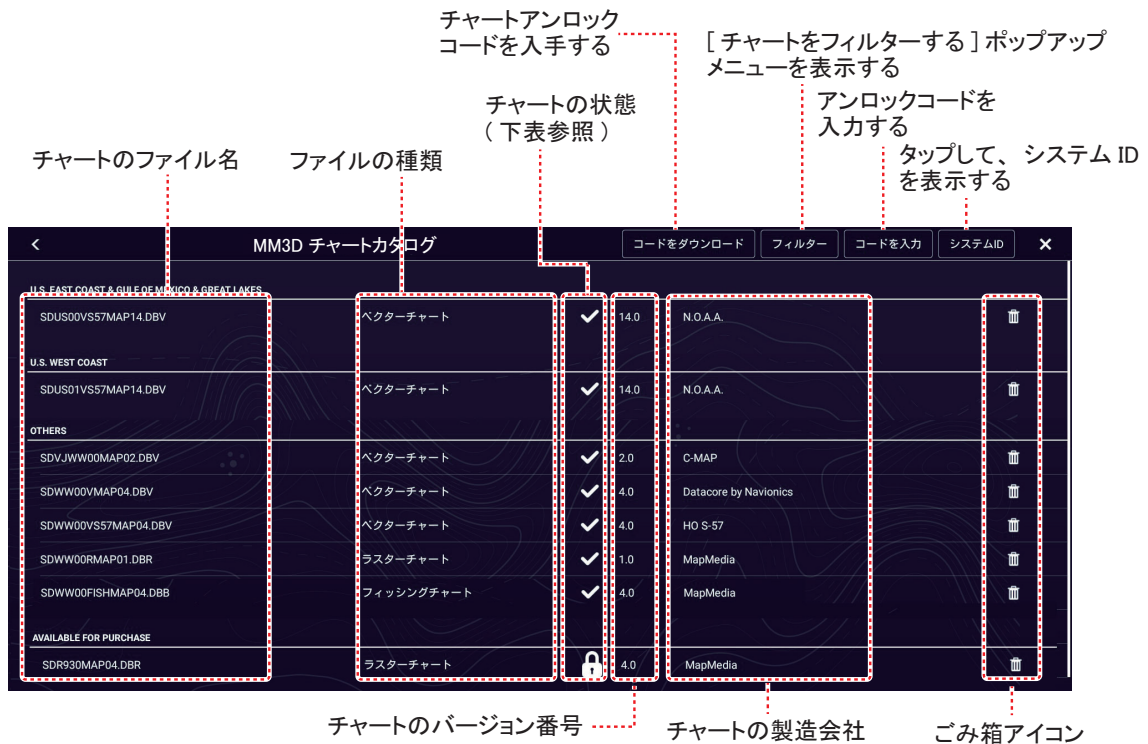 チャートアンロック
コードを入手する
[ チャートをフィルターする ] ポップアップ
メニューを表示する
チャートの状態
( 下表参照 )
アンロックコードを
入力する
チャートのファイル名
ファイルの種類
タップして、 システム ID
を表示する
< MM3D チャートカタログ コードをダウンロード フィルター コードを入力 システムID ×
U.S. EAST COAST & GULF OF MEXICO & GREAT LAKES
SDUS00VS57MAP14.DBV ベクターチャート 14.0 N.O.A.A.
U.S. WEST COAST
SDUS01VS57MAP14.DBV ベクターチャート 14.0 N.O.A.A.
OTHERS
SDVJWW00MAP02.DBV ベクターチャート 2.0 C-MAP
SDWW00VMAP04.DBV ベクターチャート 4.0 Datacore by Navionics
SDWW00VS57MAP04.DBV ベクターチャート 4.0 HO S-57
SDWW00RMAP01.DBR ラスターチャート 1.0 MapMedia
SDWW00FISHMAP04.DBB フィッシングチャート 4.0 MapMedia
AVAILABLE FOR PURCHASE
SDR930MAP04.DBR ラスターチャート 4.0 MapMedia
チャートのバージョン番号
チャートの製造会社
ごみ箱アイコン